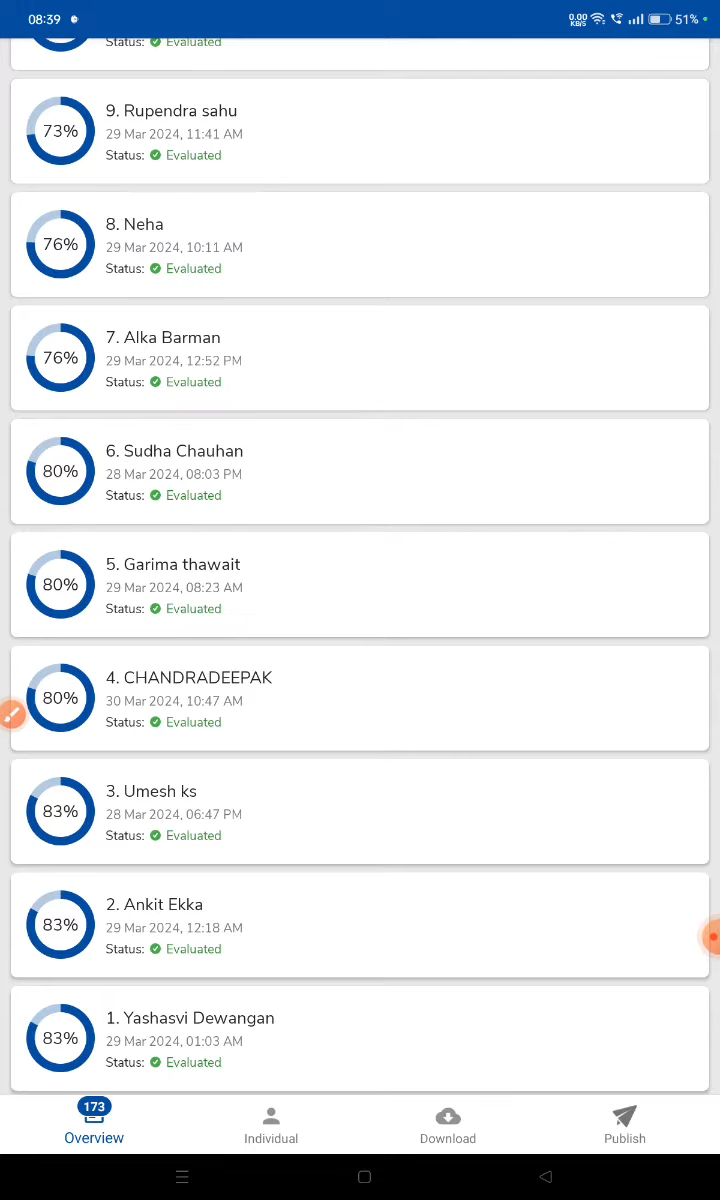 08:39
0.00 KB/S
51%
Status: Evaluated
73%
9. Rupendra sahu
29 Mar 2024, 11:41 AM
Status: Evaluated
76%
8. Neha
29 Mar 2024, 10:11 AM
Status: Evaluated
76%
7. Alka Barman
29 Mar 2024, 12:52 PM
Status: Evaluated
80%
6. Sudha Chauhan
28 Mar 2024, 08:03 PM
Status: Evaluated
80%
5. Garima thawait
29 Mar 2024, 08:23 AM
Status: Evaluated
80%
4. CHANDRADEEPAK
30 Mar 2024, 10:47 AM
Status: Evaluated
83%
3. Umesh ks
28 Mar 2024, 06:47 PM
Status: Evaluated
83%
2. Ankit Ekka
29 Mar 2024, 12:18 AM
Status: Evaluated
83%
1. Yashasvi Dewangan
29 Mar 2024, 01:03 AM
Status: Evaluated
173
Overview
Individual
Download
Publish